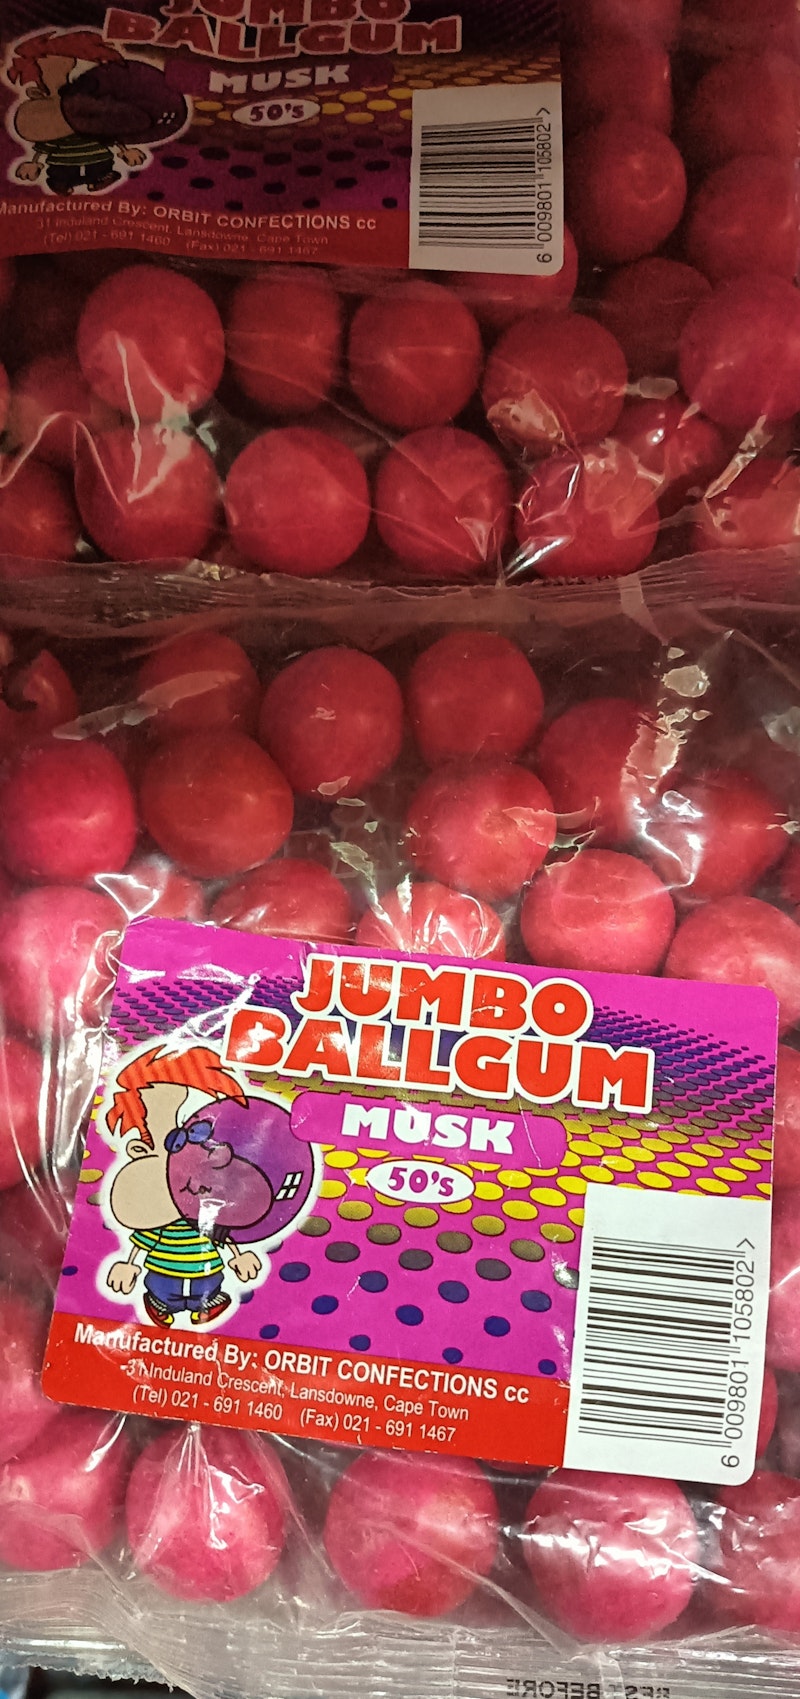 JUMBO
BALLGUM
MUSK
50's
Manufactured By: ORBIT CONFECTIONS cc
31 Induland Crescent, Lansdowne, Cape Town
(Tel) 021 - 691 1460 (Fax) 021 - 691 1467
6 009801 105802 >
JUMBO
BALLGUM
MUSK
50's
Manufactured By: ORBIT CONFECTIONS cc
31 Induland Crescent, Lansdowne, Cape Town
(Tel) 021 - 691 1460 (Fax) 021 - 691 1467
6 009801 105802 >
BEST BEFORE